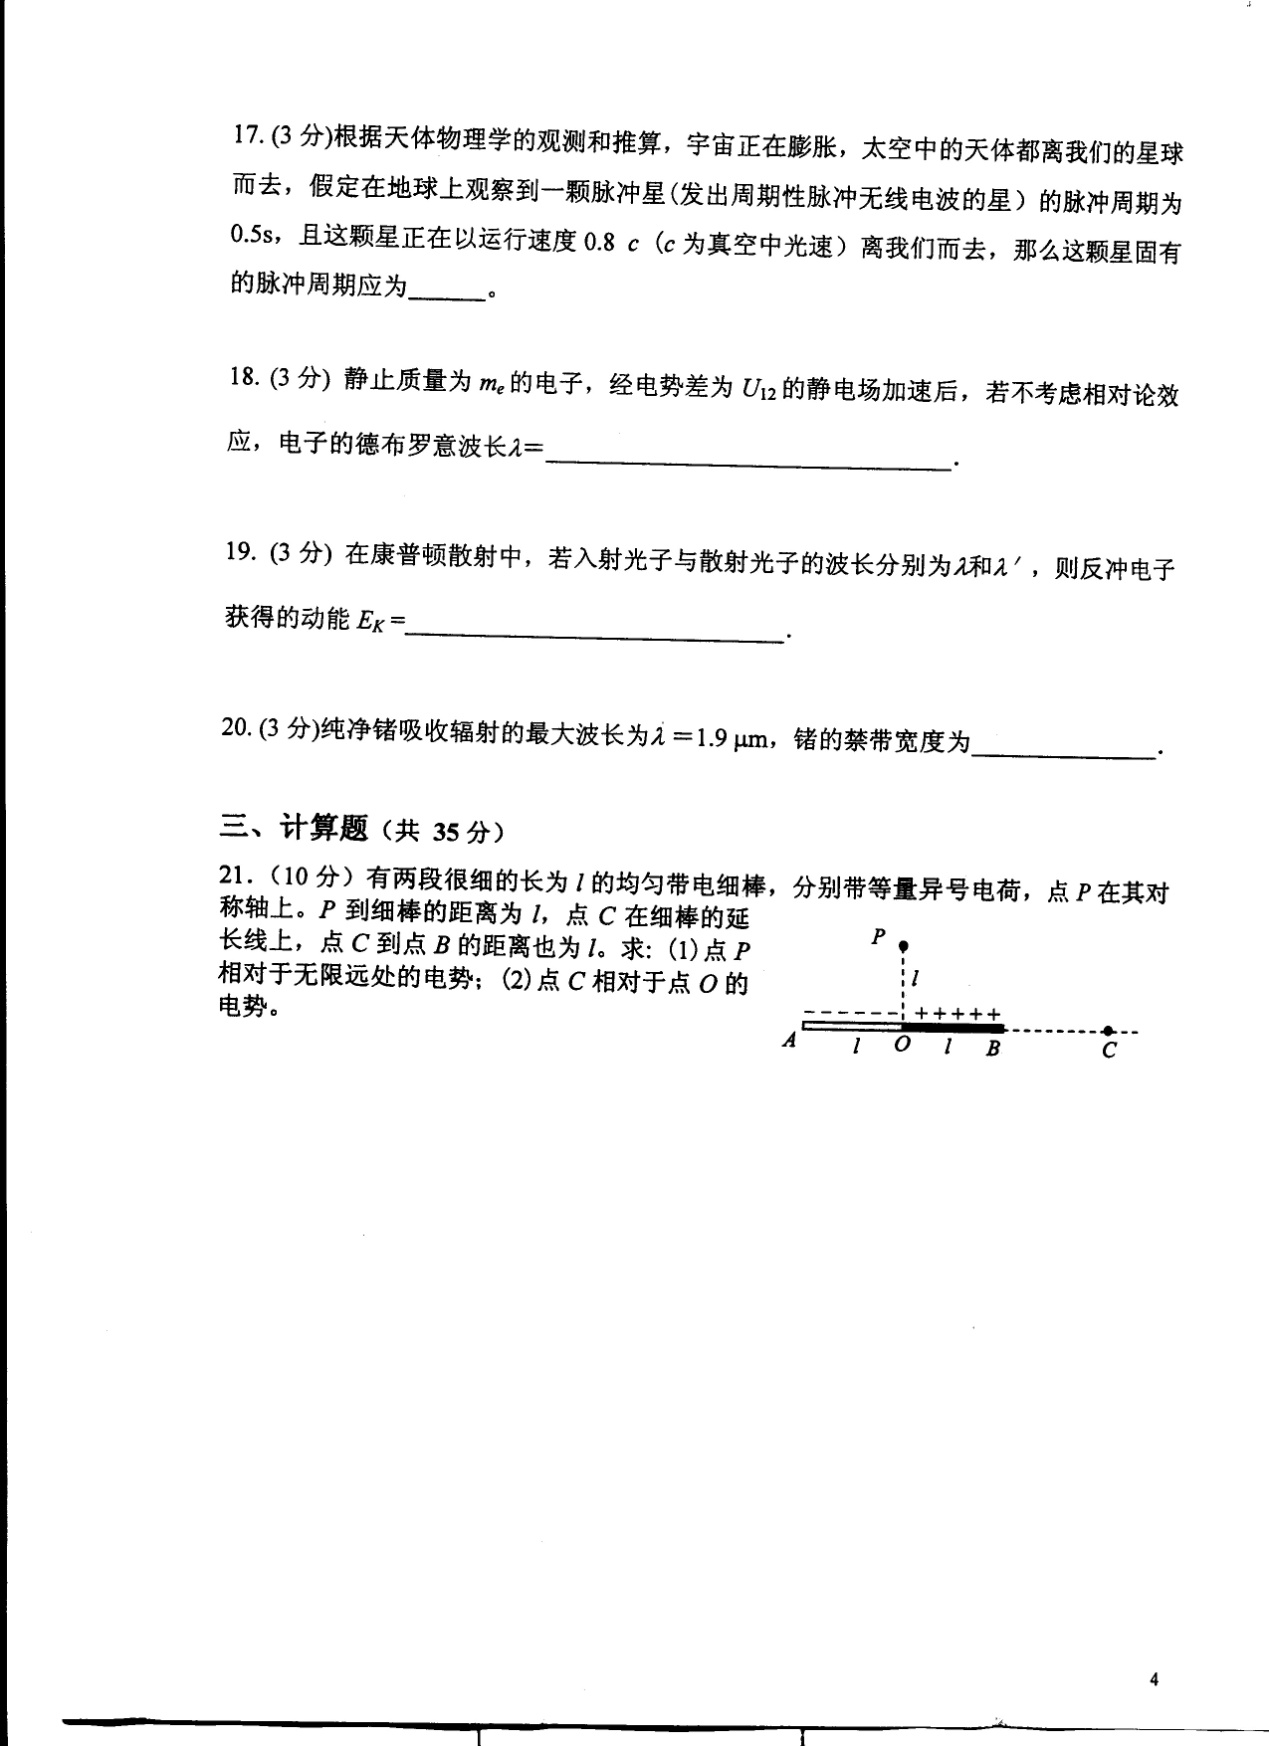 17. (3 分)根据天体物理学的观测和推算，宇宙正在膨胀，太空中的天体都离我们的星球
而去，假定在地球上观察到一颗脉冲星(发出周期性脉冲无线电波的星）的脉冲周期为
0.5s，且这颗星正在以运行速度 0.8 c（c 为真空中光速）离我们而去，那么这颗星固有
的脉冲周期应为______。
18. (3 分) 静止质量为 mₑ 的电子，经电势差为 U₁₂ 的静电场加速后，若不考虑相对论效
应，电子的德布罗意波长λ=______________________________.
19. (3 分) 在康普顿散射中，若入射光子与散射光子的波长分别为λ和λ′，则反冲电子
获得的动能 E_K =____________________________.
20. (3 分)纯净锗吸收辐射的最大波长为λ＝1.9 μm，锗的禁带宽度为______________.
三、计算题（共 35 分）
21.（10 分）有两段很细的长为 l 的均匀带电细棒，分别带等量异号电荷，点 P 在其对
称轴上。P 到细棒的距离为 l，点 C 在细棒的延
长线上，点 C 到点 B 的距离也为 l。求: (1)点 P
相对于无限远处的电势；(2)点 C 相对于点 O 的
电势。
P
l
- - - - - - + + + + +
A l O l B C
4